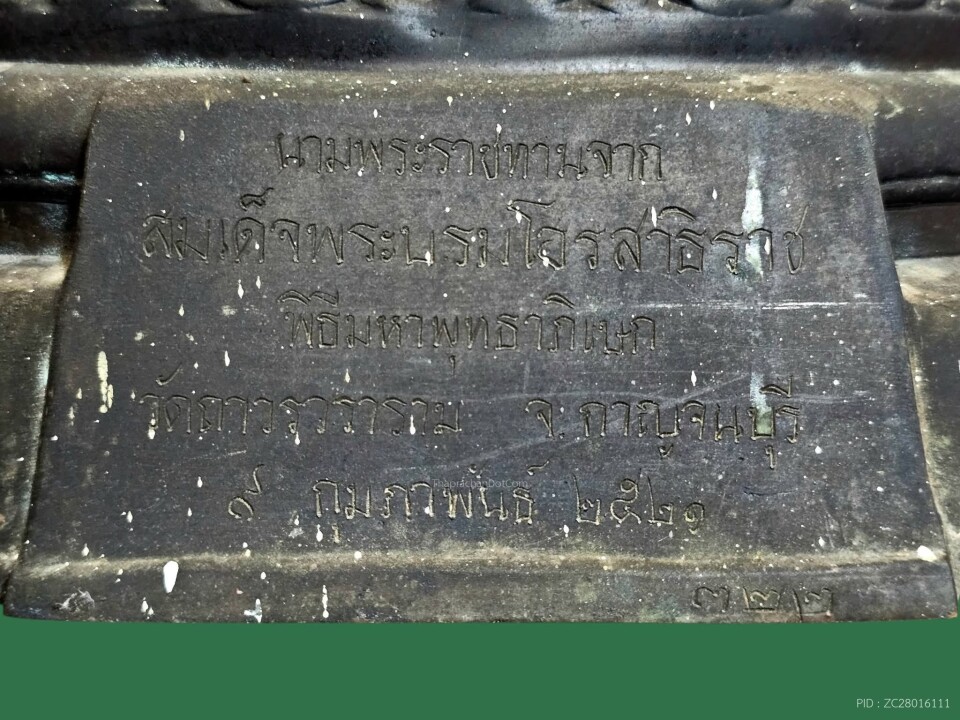 นามพระราชทานจาก
สมเด็จพระบรมโอรสาธิราช
พิธีมหาพุทธาภิเษก
วัดถาวรวราราม จ.กาญจนบุรี
๙ กุมภาพันธ์ ๒๕๒๑
ThaprachanDotCom
๓๒๒
PID : ZC28016111